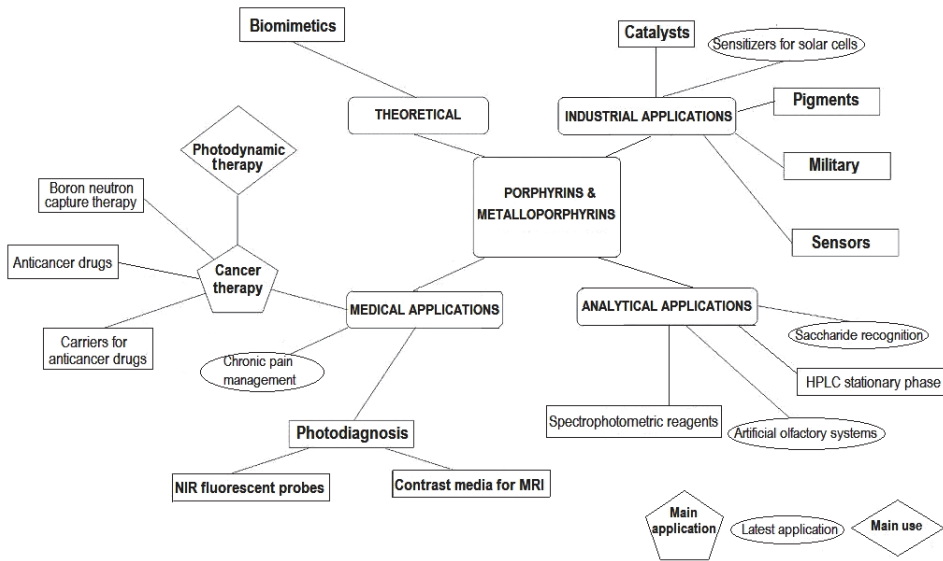 Biomimetics
Catalysts
Sensitizers for solar cells
THEORETICAL
INDUSTRIAL APPLICATIONS
Pigments
Photodynamic
therapy
Military
Boron neutron
capture therapy
PORPHYRINS &
METALLOPORPHYRINS
Sensors
Anticancer drugs
Cancer
therapy
MEDICAL APPLICATIONS
ANALYTICAL APPLICATIONS
Carriers for
anticancer drugs
Chronic pain
management
Saccharide recognition
HPLC stationary phase
Photodiagnosis
Spectrophotometric reagents
Artificial olfactory systems
NIR fluorescent probes
Contrast media for MRI
Main
application
Latest application
Main use